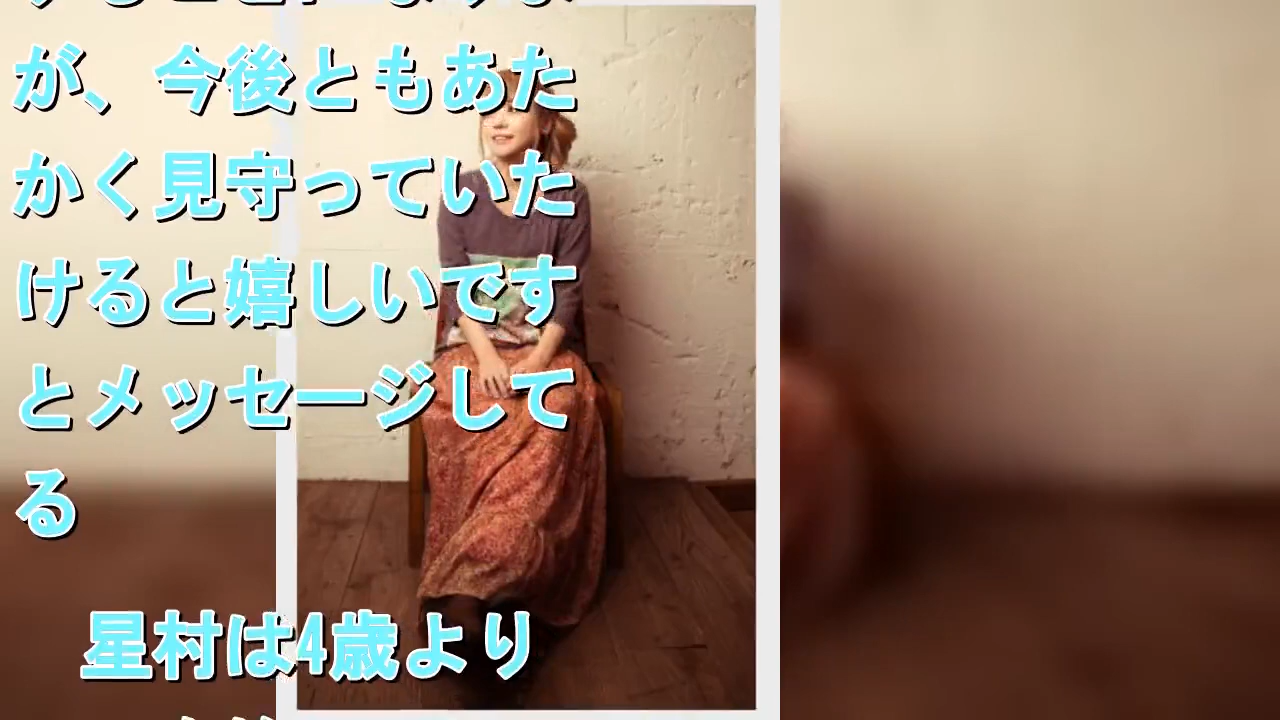 が、今後ともあた
かく見守っていた
けると嬉しいです
とメッセージして
る
星村は4歳より